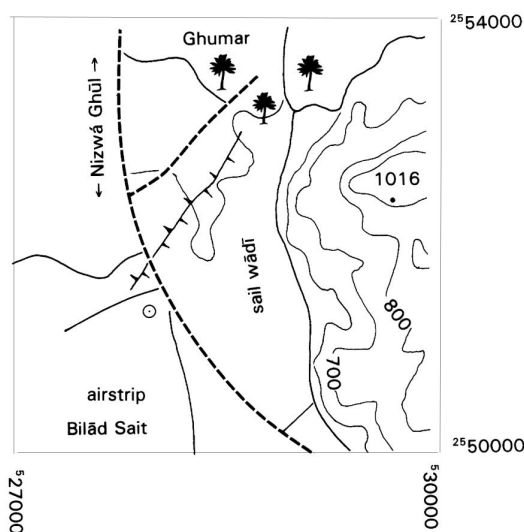 ²⁵54000
Ghumar
← Nizwá Ghūl →
1016
sail wādī
800
700
airstrip
Bilād Sait
²⁵50000
⁵27000
⁵30000